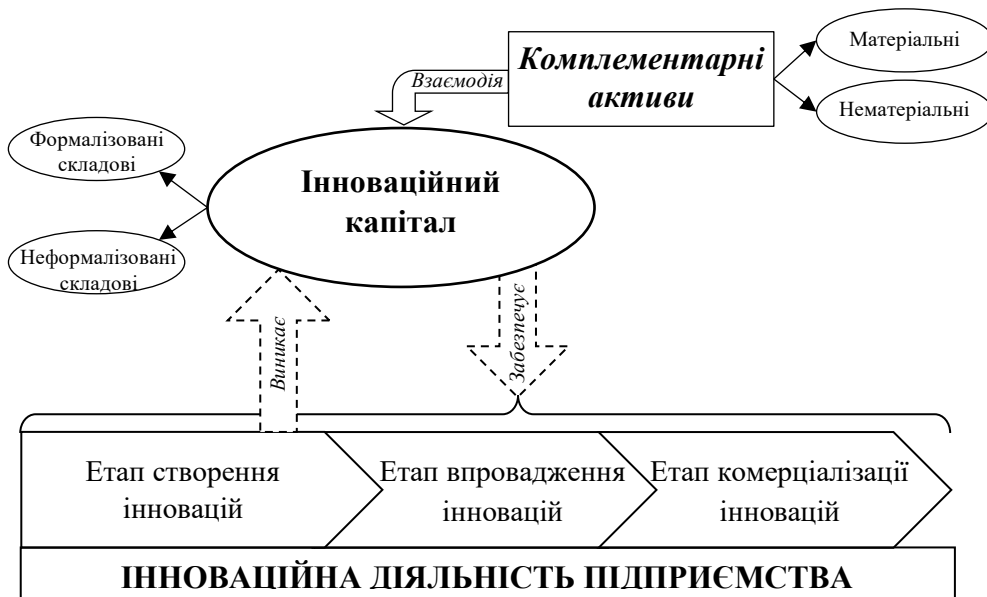 Комплементарні
активи
Матеріальні
Нематеріальні
Взаємодія
Формалізовані
складові
Неформалізовані
складові
Інноваційний
капітал
Виникає
Забезпечує
Етап створення
інновацій
Етап впровадження
інновацій
Етап комерціалізації
інновацій
ІННОВАЦІЙНА ДІЯЛЬНІСТЬ ПІДПРИЄМСТВА